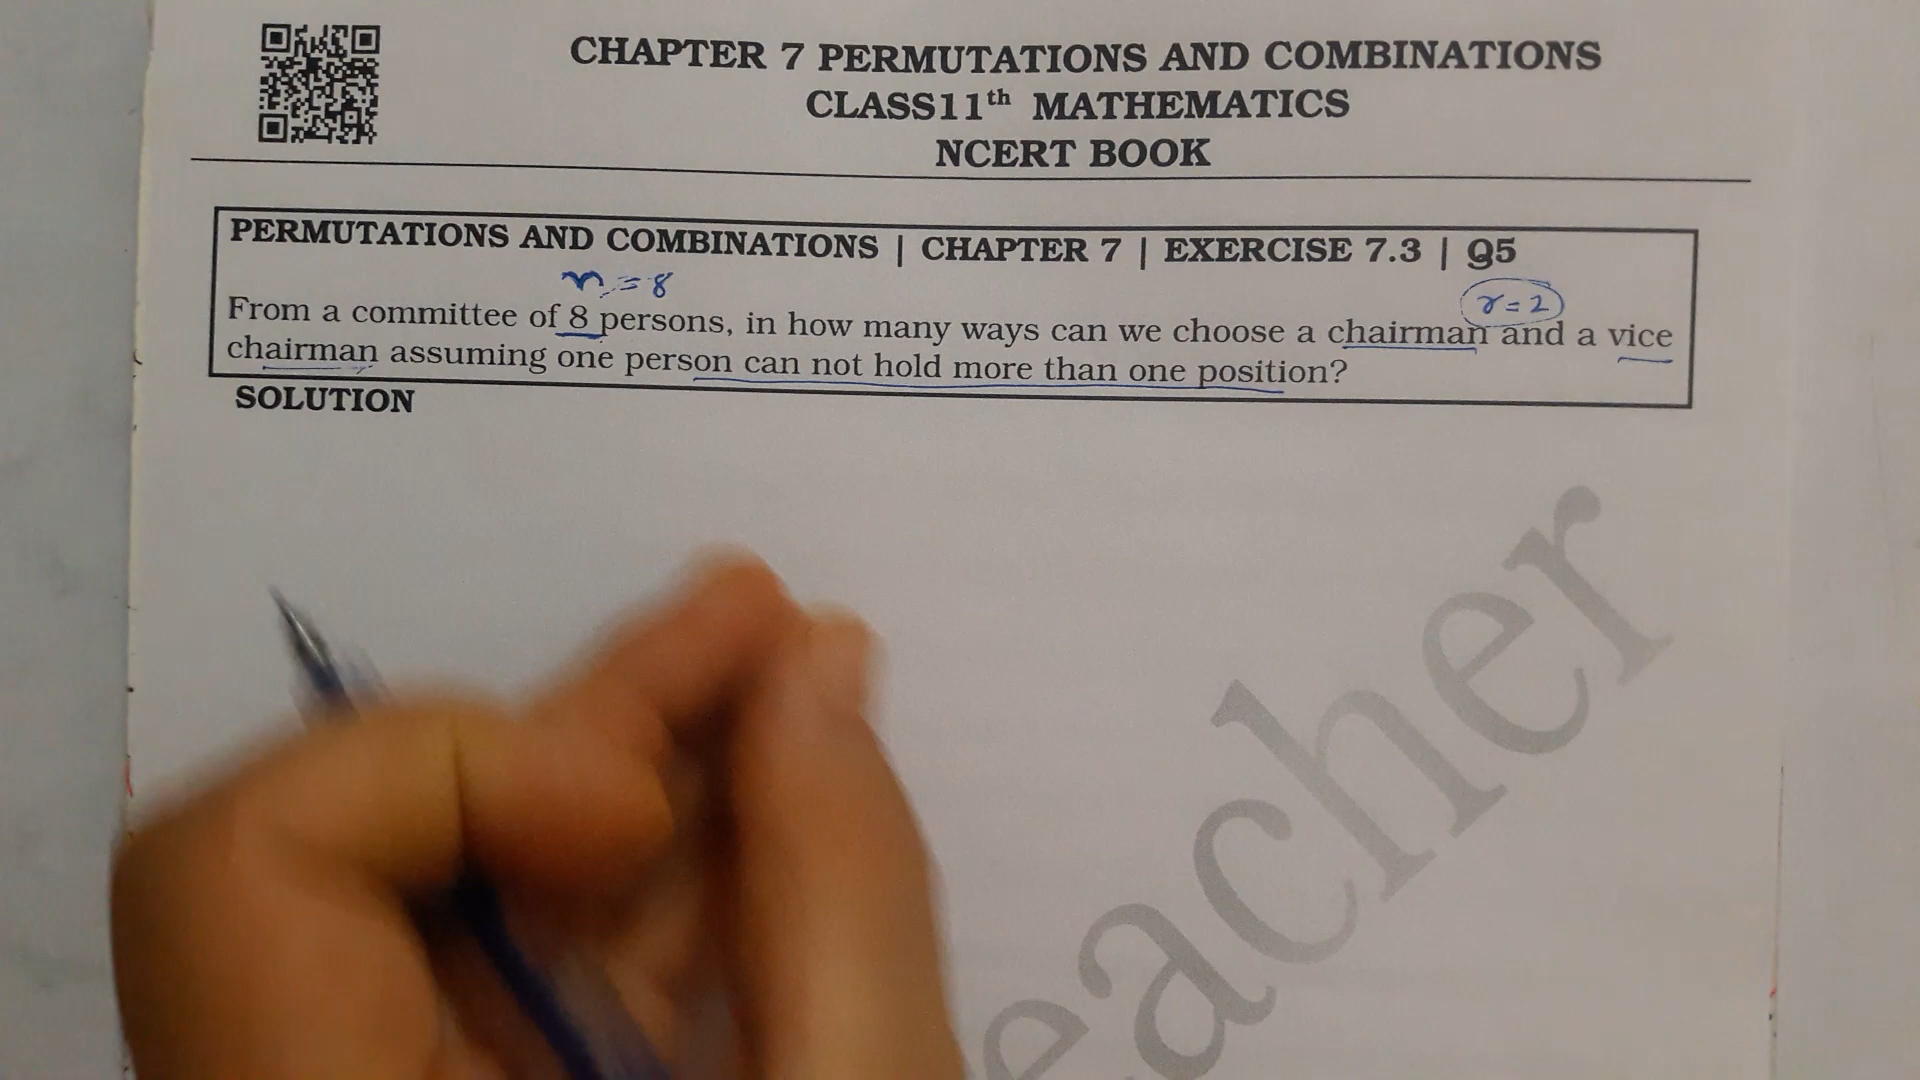 CHAPTER 7 PERMUTATIONS AND COMBINATIONS
CLASS11th MATHEMATICS
NCERT BOOK
PERMUTATIONS AND COMBINATIONS | CHAPTER 7 | EXERCISE 7.3 | Q5
n=8
r=2
From a committee of 8 persons, in how many ways can we choose a chairman and a vice
chairman assuming one person can not hold more than one position?
SOLUTION
eacher